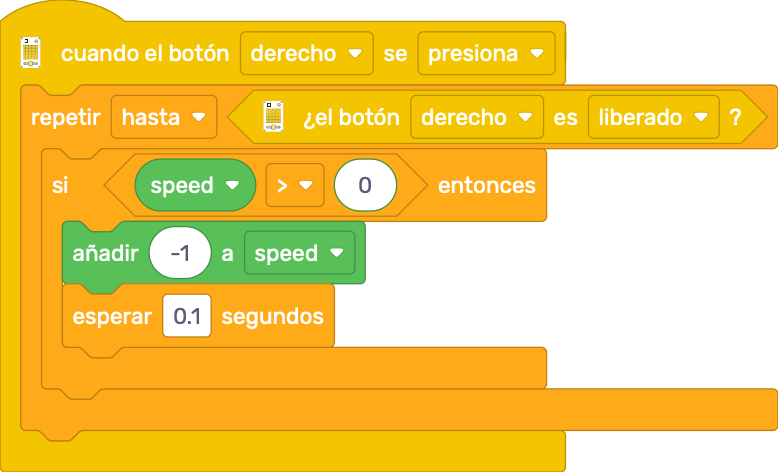 cuando el botón derecho se presiona
repetir hasta ¿el botón derecho es liberado ?
si speed > 0 entonces
añadir -1 a speed
esperar 0.1 segundos